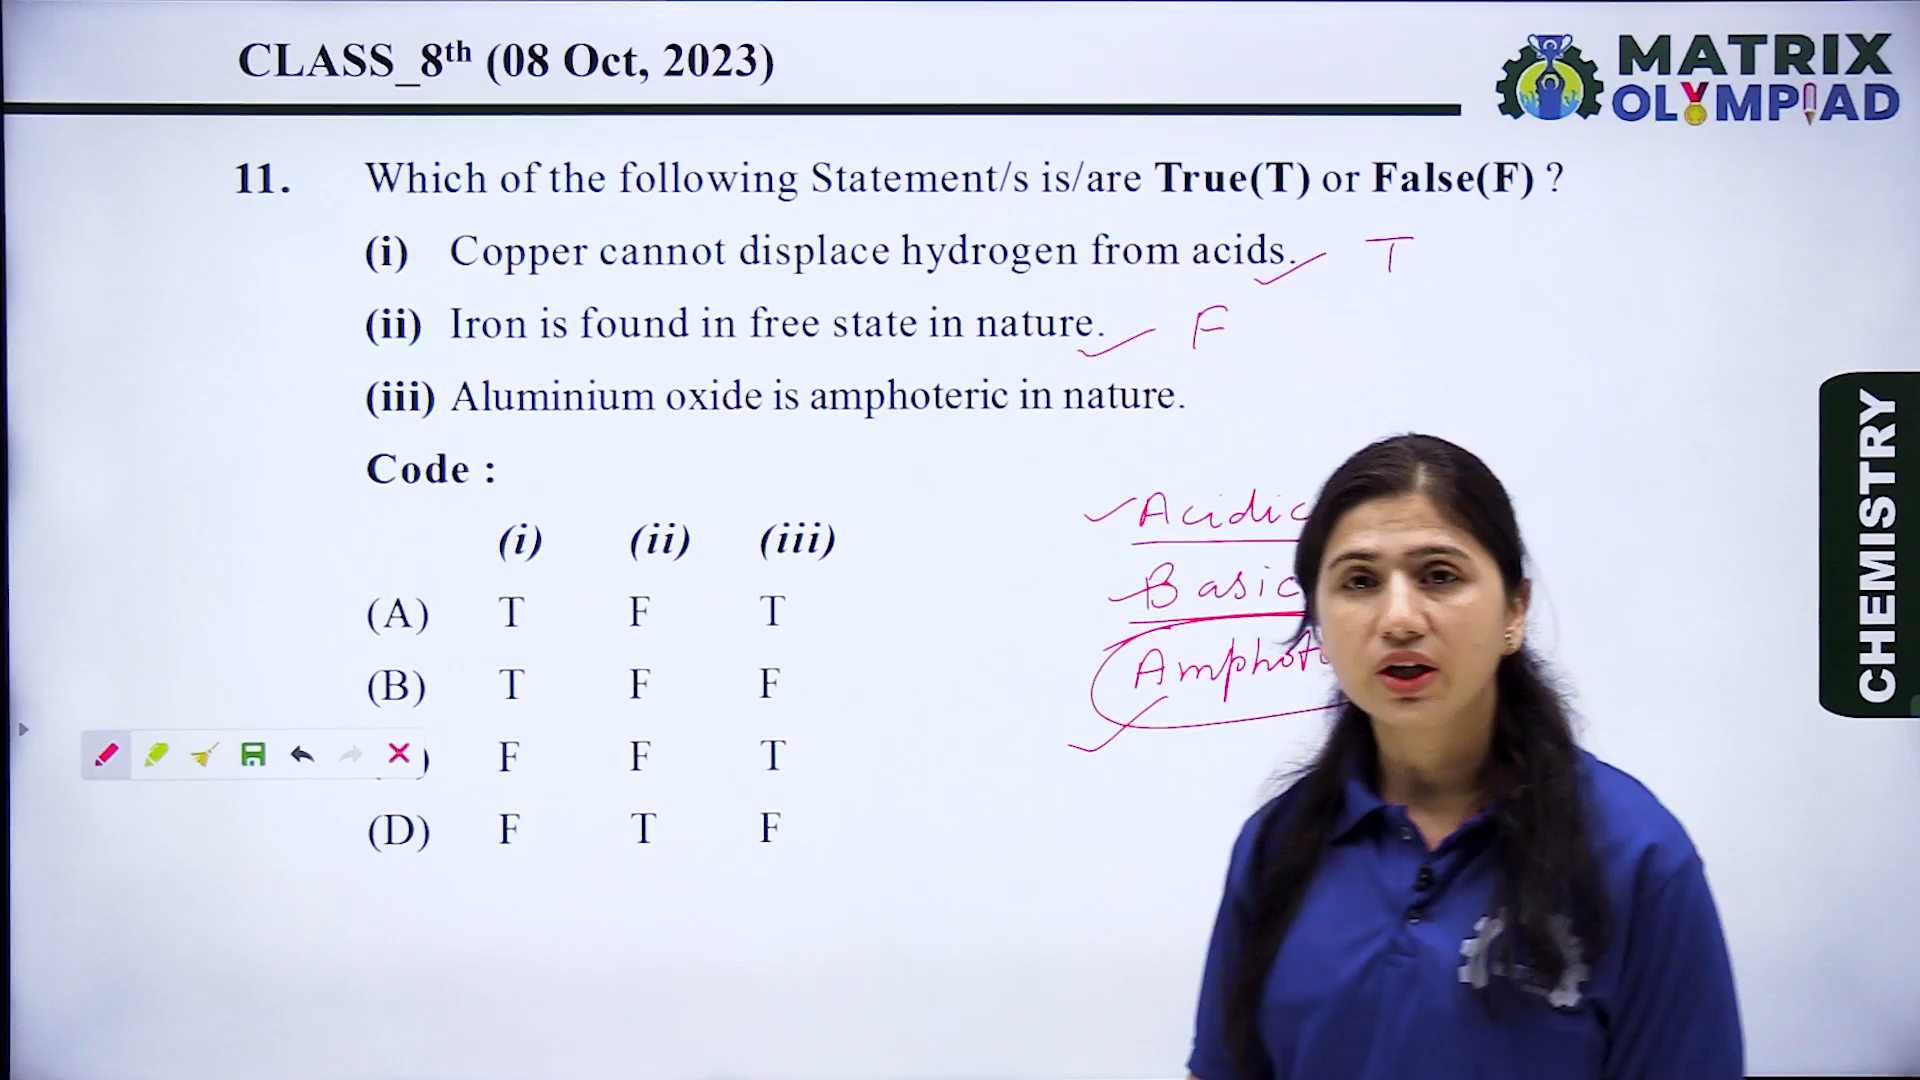 CLASS_8th (08 Oct, 2023)
MATRIX
OLYMPIAD
11. Which of the following Statement/s is/are True(T) or False(F) ?
(i) Copper cannot displace hydrogen from acids. T
(ii) Iron is found in free state in nature. F
(iii) Aluminium oxide is amphoteric in nature.
Code :
(i) (ii) (iii)
(A) T F T
(B) T F F
) F F T
(D) F T F
Acidic
Basic
Amphot
CHEMISTRY